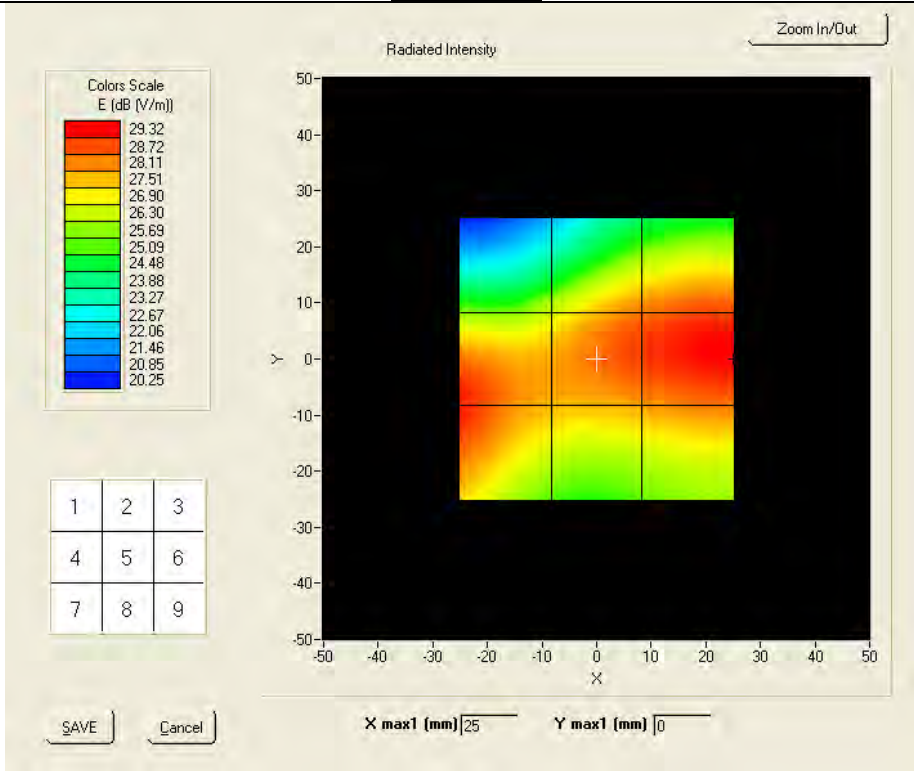 Zoom In/Out
Radiated Intensity
Colors Scale
E (dB (V/m))
29.32
28.72
28.11
27.51
26.90
26.30
25.69
25.09
24.48
23.88
23.27
22.67
22.06
21.46
20.85
20.25
50
40
30
20
10
0
-10
-20
-30
-40
-50
Y
-50 -40 -30 -20 -10 0 10 20 30 40 50
X
1 2 3
4 5 6
7 8 9
SAVE Cancel
X max1 (mm) 25 Y max1 (mm) 0